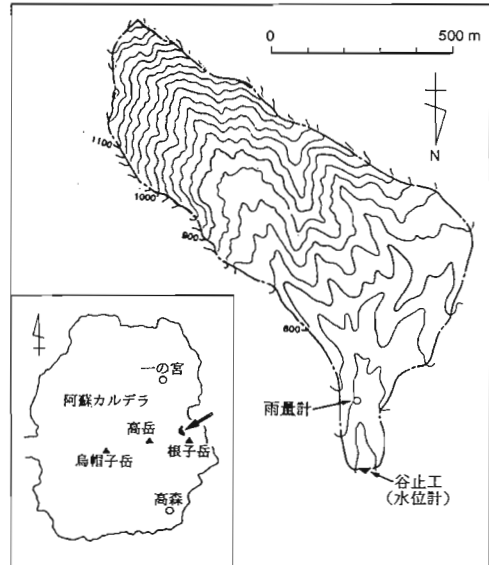 0 500 m
N
1100
1000
900
800
雨量計
谷止工
(水位計)
一の宮
阿蘇カルデラ
高岳
根子岳
烏帽子岳
高森